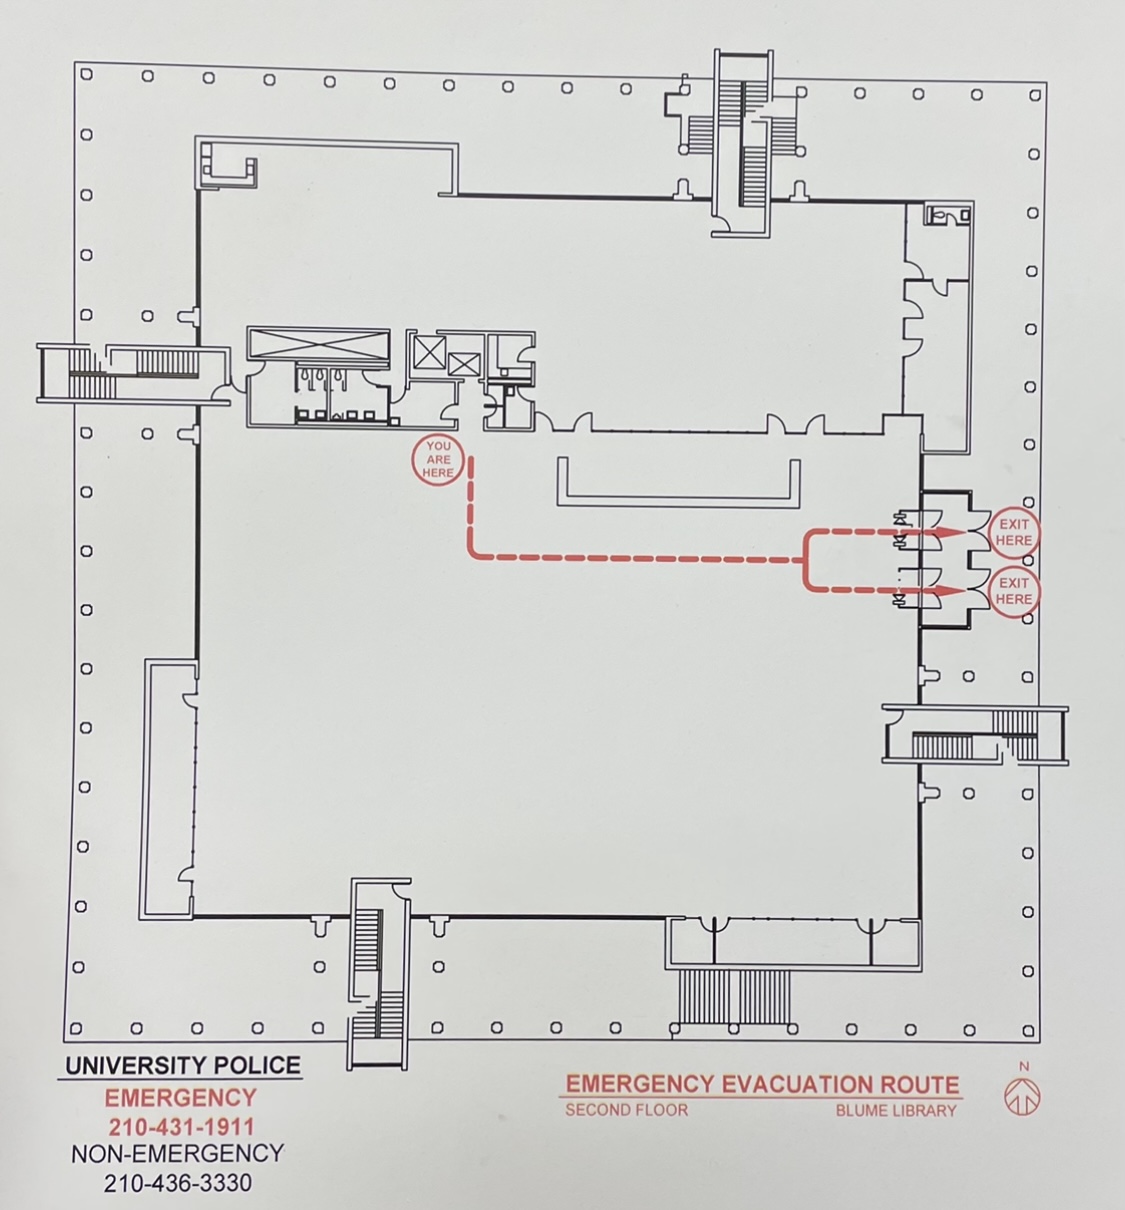 YOU
ARE
HERE
EXIT
HERE
EXIT
HERE
UNIVERSITY POLICE
EMERGENCY
210-431-1911
NON-EMERGENCY
210-436-3330
EMERGENCY EVACUATION ROUTE
SECOND FLOOR BLUME LIBRARY
N